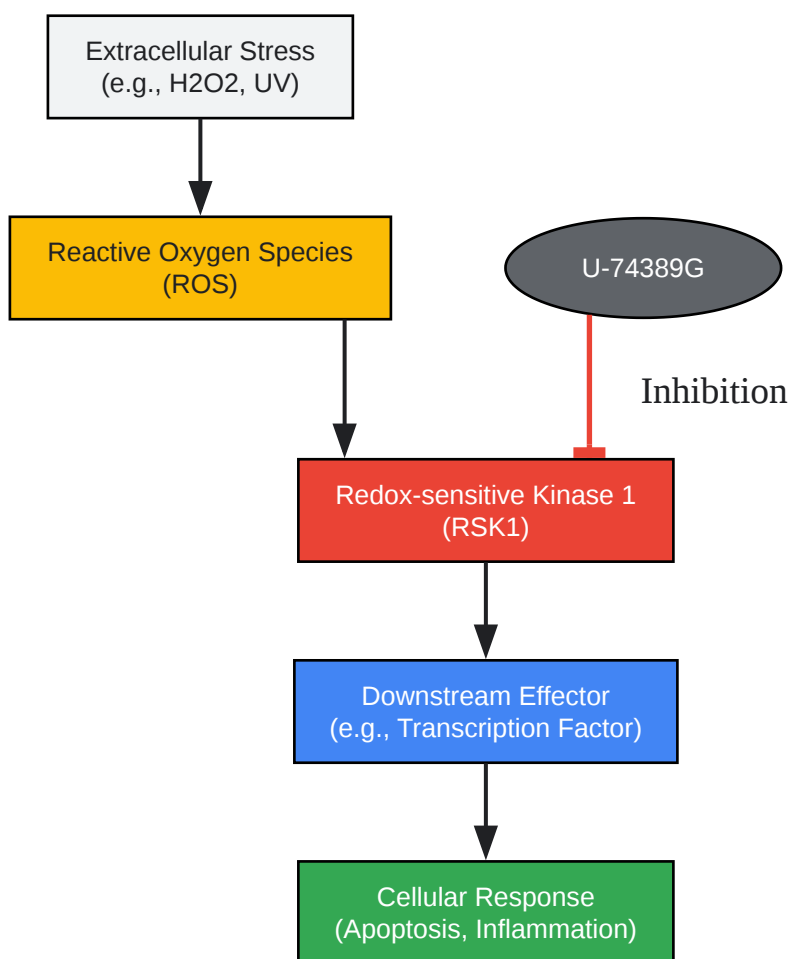 Extracellular Stress
(e.g., H2O2, UV)
Reactive Oxygen Species
(ROS)
U-74389G
Inhibition
Redox-sensitive Kinase 1
(RSK1)
Downstream Effector
(e.g., Transcription Factor)
Cellular Response
(Apoptosis, Inflammation)